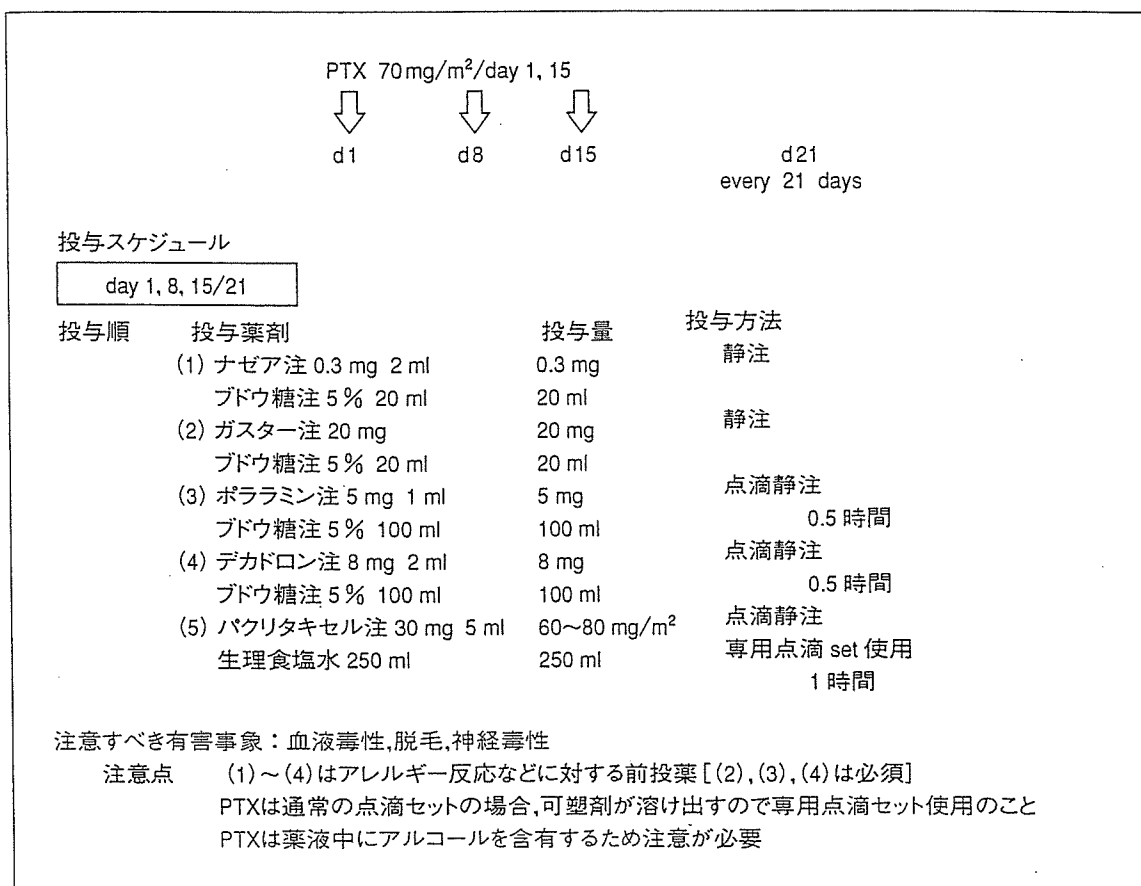 PTX 70mg/m²/day 1, 15
d1 d8 d15 d21
every 21 days
投与スケジュール
day 1, 8, 15/21
投与順 投与薬剤 投与量 投与方法
(1) ナゼア注 0.3 mg 2 ml 0.3 mg 静注
ブドウ糖注 5% 20 ml 20 ml
(2) ガスター注 20 mg 20 mg 静注
ブドウ糖注 5% 20 ml 20 ml
(3) ポララミン注 5 mg 1 ml 5 mg 点滴静注
ブドウ糖注 5% 100 ml 100 ml 0.5 時間
(4) デカドロン注 8 mg 2 ml 8 mg 点滴静注
ブドウ糖注 5% 100 ml 100 ml 0.5 時間
(5) パクリタキセル注 30 mg 5 ml 60〜80 mg/m² 点滴静注
生理食塩水 250 ml 250 ml 専用点滴 set 使用
1 時間
注意すべき有害事象：血液毒性,脱毛,神経毒性
注意点 (1)〜(4)はアレルギー反応などに対する前投薬[(2),(3),(4)は必須]
PTXは通常の点滴セットの場合,可塑剤が溶け出すので専用点滴セット使用のこと
PTXは薬液中にアルコールを含有するため注意が必要